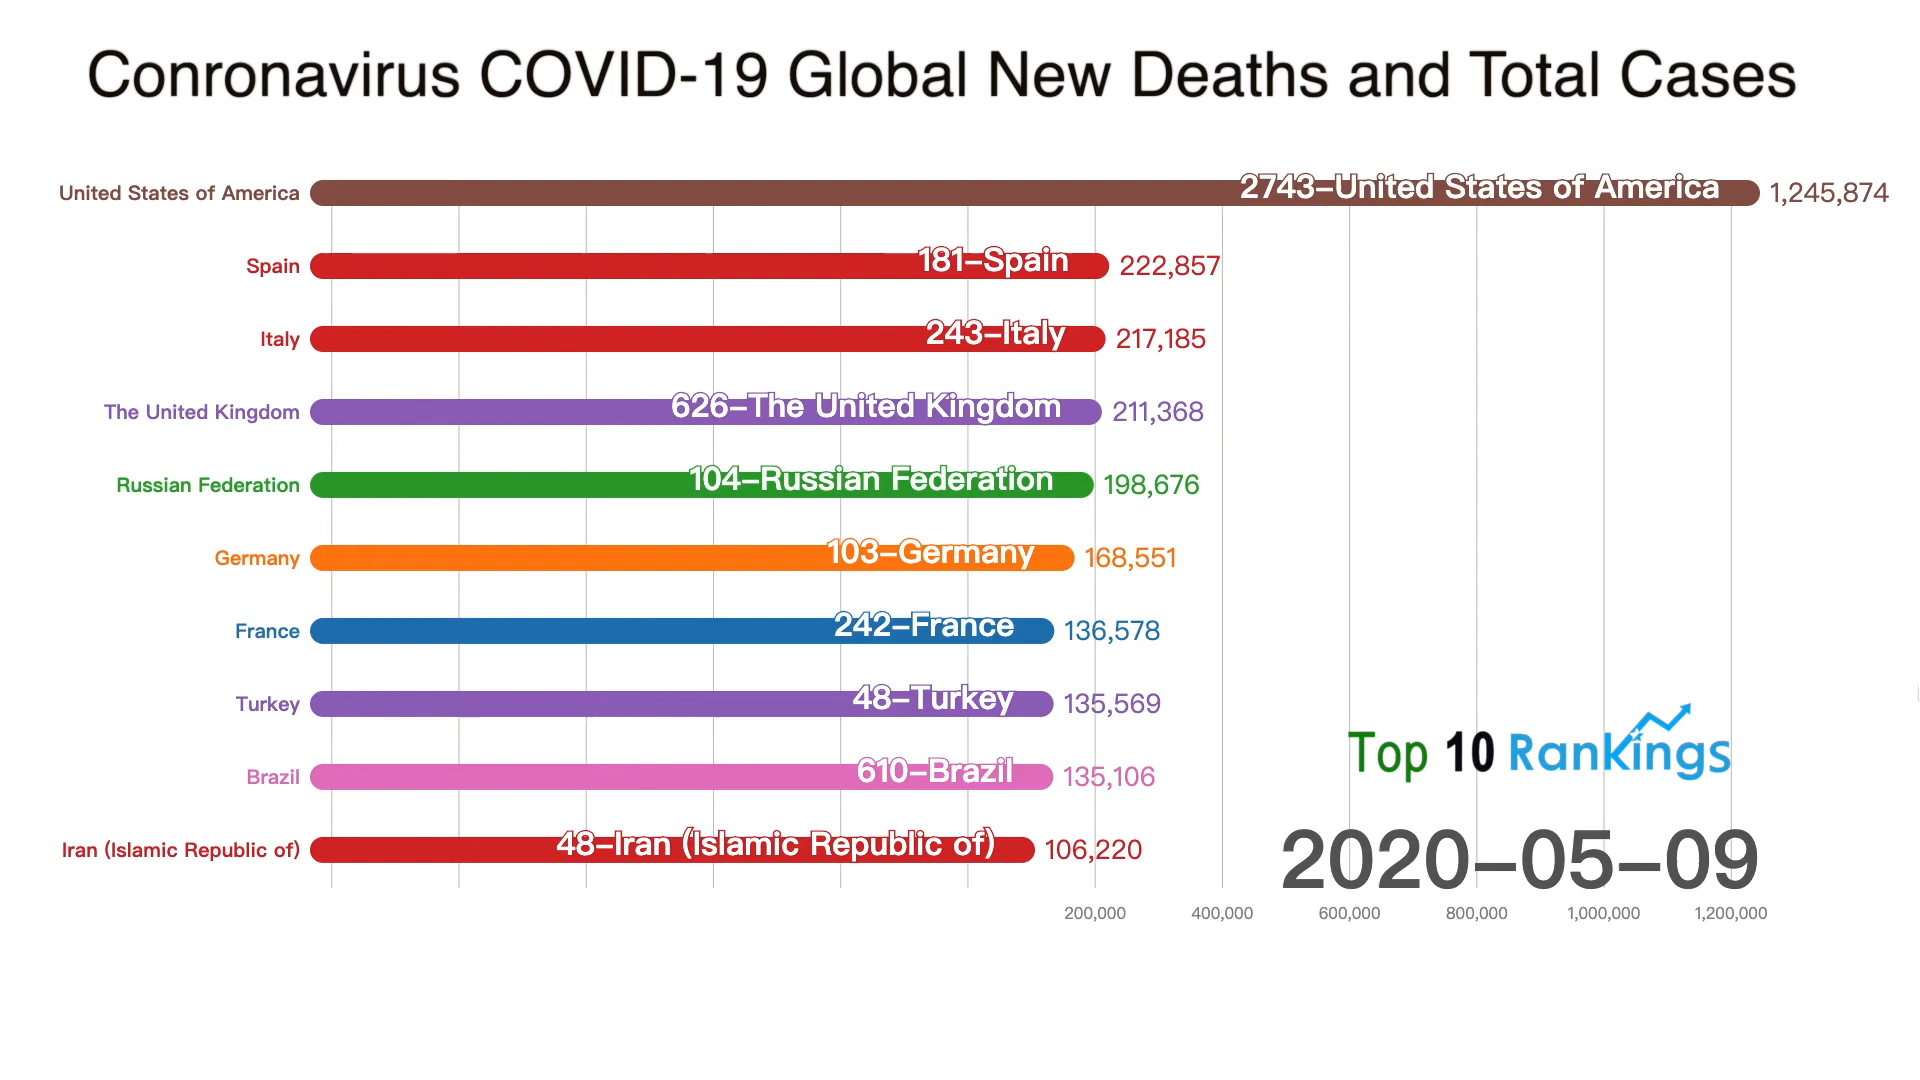 Conronavirus COVID-19 Global New Deaths and Total Cases
United States of America 2743-United States of America 1,245,874
Spain 181-Spain 222,857
Italy 243-Italy 217,185
The United Kingdom 626-The United Kingdom 211,368
Russian Federation 104-Russian Federation 198,676
Germany 103-Germany 168,551
France 242-France 136,578
Turkey 48-Turkey 135,569
Brazil 610-Brazil 135,106
Top 10 Rankings
Iran (Islamic Republic of) 48-Iran (Islamic Republic of) 106,220
2020-05-09
200,000 400,000 600,000 800,000 1,000,000 1,200,000